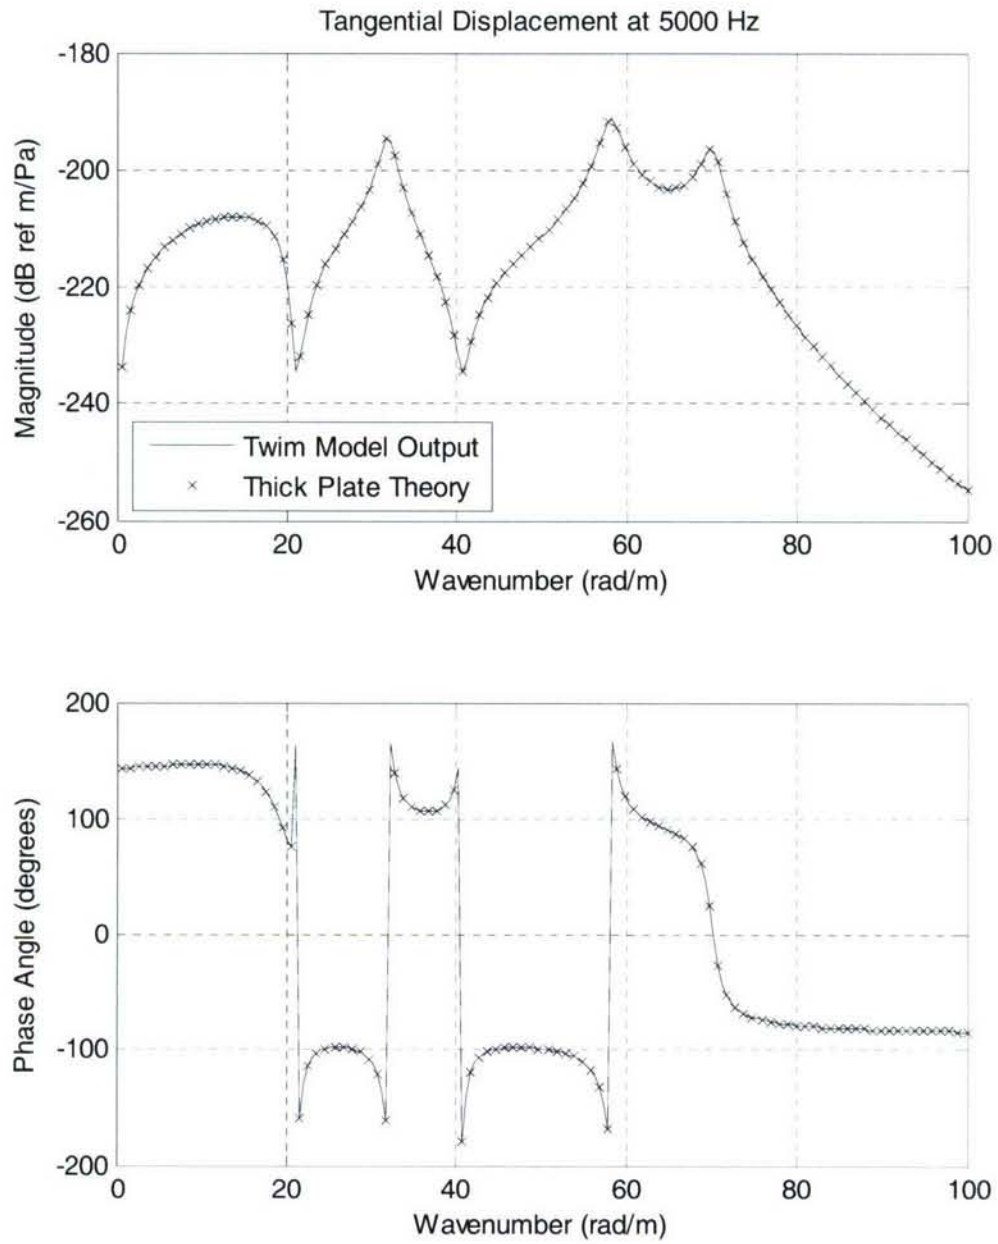 Tangential Displacement at 5000 Hz
Magnitude (dB ref m/Pa)
-180
-200
-220
-240
-260
Twim Model Output
Thick Plate Theory
0 20 40 60 80 100
Wavenumber (rad/m)
Phase Angle (degrees)
200
100
0
-100
-200
0 20 40 60 80 100
Wavenumber (rad/m)